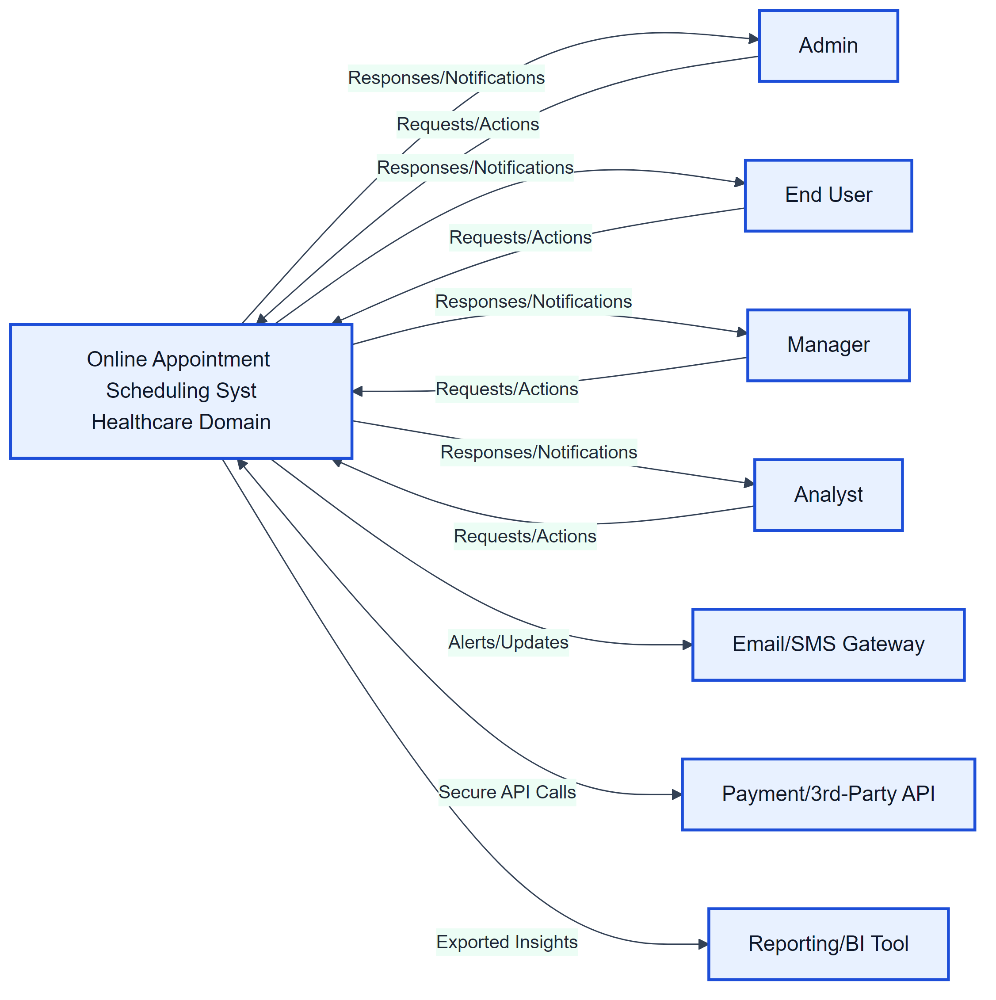 Admin
Responses/Notifications
Requests/Actions
Responses/Notifications
End User
Requests/Actions
Responses/Notifications
Manager
Online Appointment
Scheduling Syst
Healthcare Domain
Requests/Actions
Responses/Notifications
Analyst
Requests/Actions
Alerts/Updates
Email/SMS Gateway
Secure API Calls
Payment/3rd-Party API
Exported Insights
Reporting/BI Tool